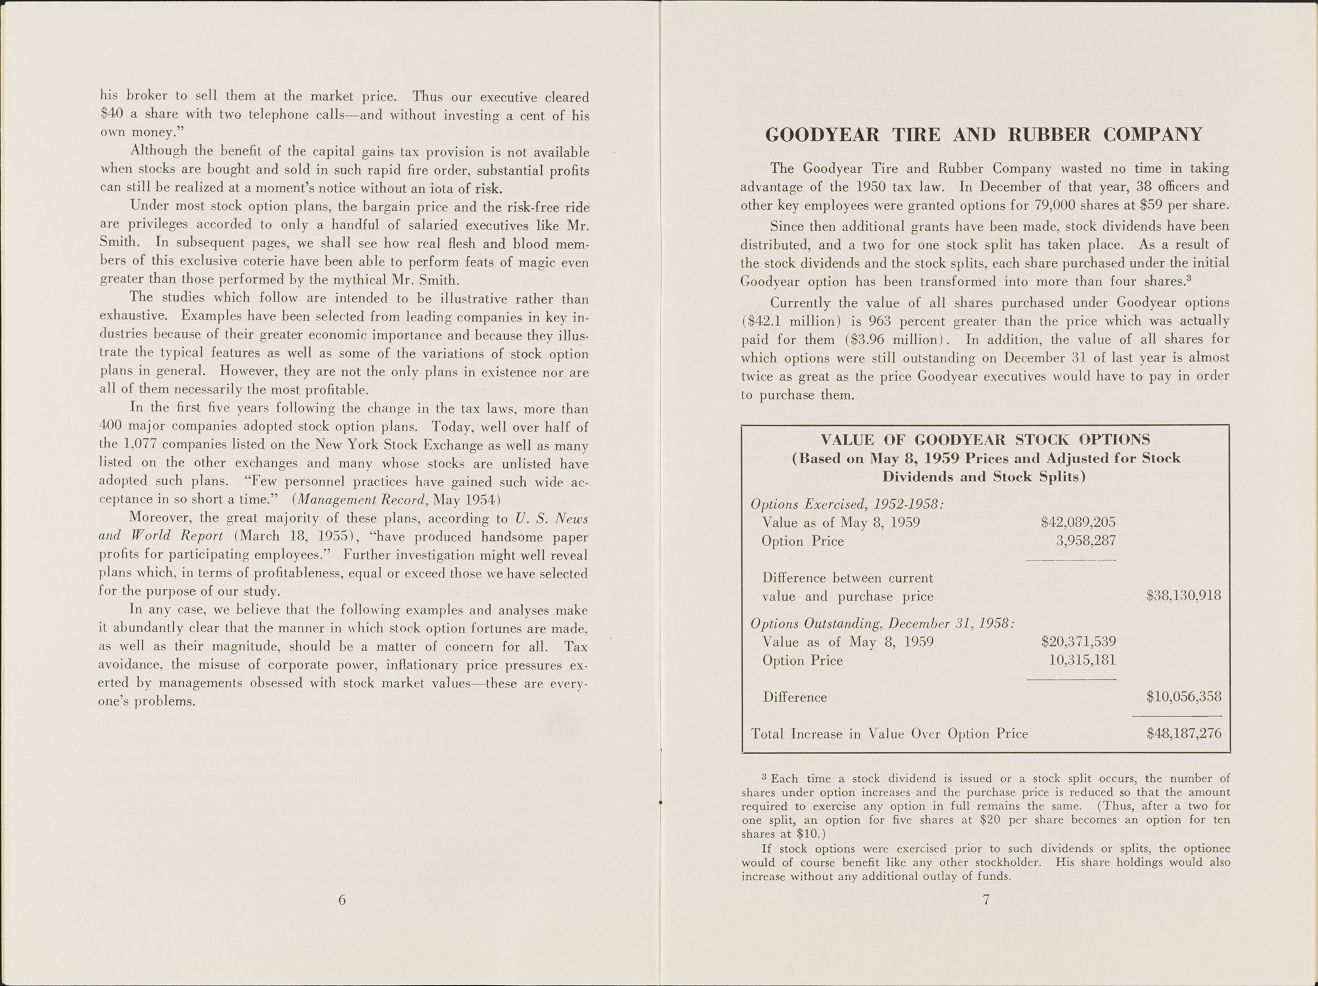 his broker to sell them at the market price. Thus our executive cleared
$40 a share with two telephone calls—and without investing a cent of his
own money.”
Although the benefit of the capital gains tax provision is not available
when stocks are bought and sold in such rapid fire order, substantial profits
can still be realized at a moment’s notice without an iota of risk.
Under most stock option plans, the bargain price and the risk-free ride
are privileges accorded to only a handful of salaried executives like Mr.
Smith. In subsequent pages, we shall see how real flesh and blood mem-
bers of this exclusive coterie have been able to perform feats of magic even
greater than those performed by the mythical Mr. Smith.
The studies which follow are intended to be illustrative rather than
exhaustive. Examples have been selected from leading companies in key in-
dustries because of their greater economic importance and because they illus-
trate the typical features as well as some of the variations of stock option
plans in general. However, they are not the only plans in existence nor are
all of them necessarily the most profitable.
In the first five years following the change in the tax laws, more than
400 major companies adopted stock option plans. Today, well over half of
the 1,077 companies listed on the New York Stock Exchange as well as many
listed on the other exchanges and many whose stocks are unlisted have
adopted such plans. “Few personnel practices have gained such wide ac-
ceptance in so short a time.” (Management Record, May 1954)
Moreover, the great majority of these plans, according to U. S. News
and World Report (March 18, 1955), “have produced handsome paper
profits for participating employees.” Further investigation might well reveal
plans which, in terms of profitableness, equal or exceed those we have selected
for the purpose of our study.
In any case, we believe that the following examples and analyses make
it abundantly clear that the manner in which stock option fortunes are made,
as well as their magnitude, should be a matter of concern for all. Tax
avoidance, the misuse of corporate power, inflationary price pressures ex-
erted by managements obsessed with stock market values—these are every-
one’s problems.
6
GOODYEAR TIRE AND RUBBER COMPANY
The Goodyear Tire and Rubber Company wasted no time in taking
advantage of the 1950 tax law. In December of that year, 38 officers and
other key employees were granted options for 79,000 shares at $59 per share.
Since then additional grants have been made, stock dividends have been
distributed, and a two for one stock split has taken place. As a result of
the stock dividends and the stock splits, each share purchased under the initial
Goodyear option has been transformed into more than four shares.³
Currently the value of all shares purchased under Goodyear options
($42.1 million) is 963 percent greater than the price which was actually
paid for them ($3.96 million). In addition, the value of all shares for
which options were still outstanding on December 31 of last year is almost
twice as great as the price Goodyear executives would have to pay in order
to purchase them.
VALUE OF GOODYEAR STOCK OPTIONS
(Based on May 8, 1959 Prices and Adjusted for Stock
Dividends and Stock Splits)
Options Exercised, 1952-1958:
Value as of May 8, 1959 $42,089,205
Option Price 3,958,287
Difference between current
value and purchase price $38,130,918
Options Outstanding, December 31, 1958:
Value as of May 8, 1959 $20,371,539
Option Price 10,315,181
Difference $10,056,358
Total Increase in Value Over Option Price $48,187,276
³ Each time a stock dividend is issued or a stock split occurs, the number of
shares under option increases and the purchase price is reduced so that the amount
required to exercise any option in full remains the same. (Thus, after a two for
one split, an option for five shares at $20 per share becomes an option for ten
shares at $10.)
If stock options were exercised prior to such dividends or splits, the optionee
would of course benefit like any other stockholder. His share holdings would also
increase without any additional outlay of funds.
7